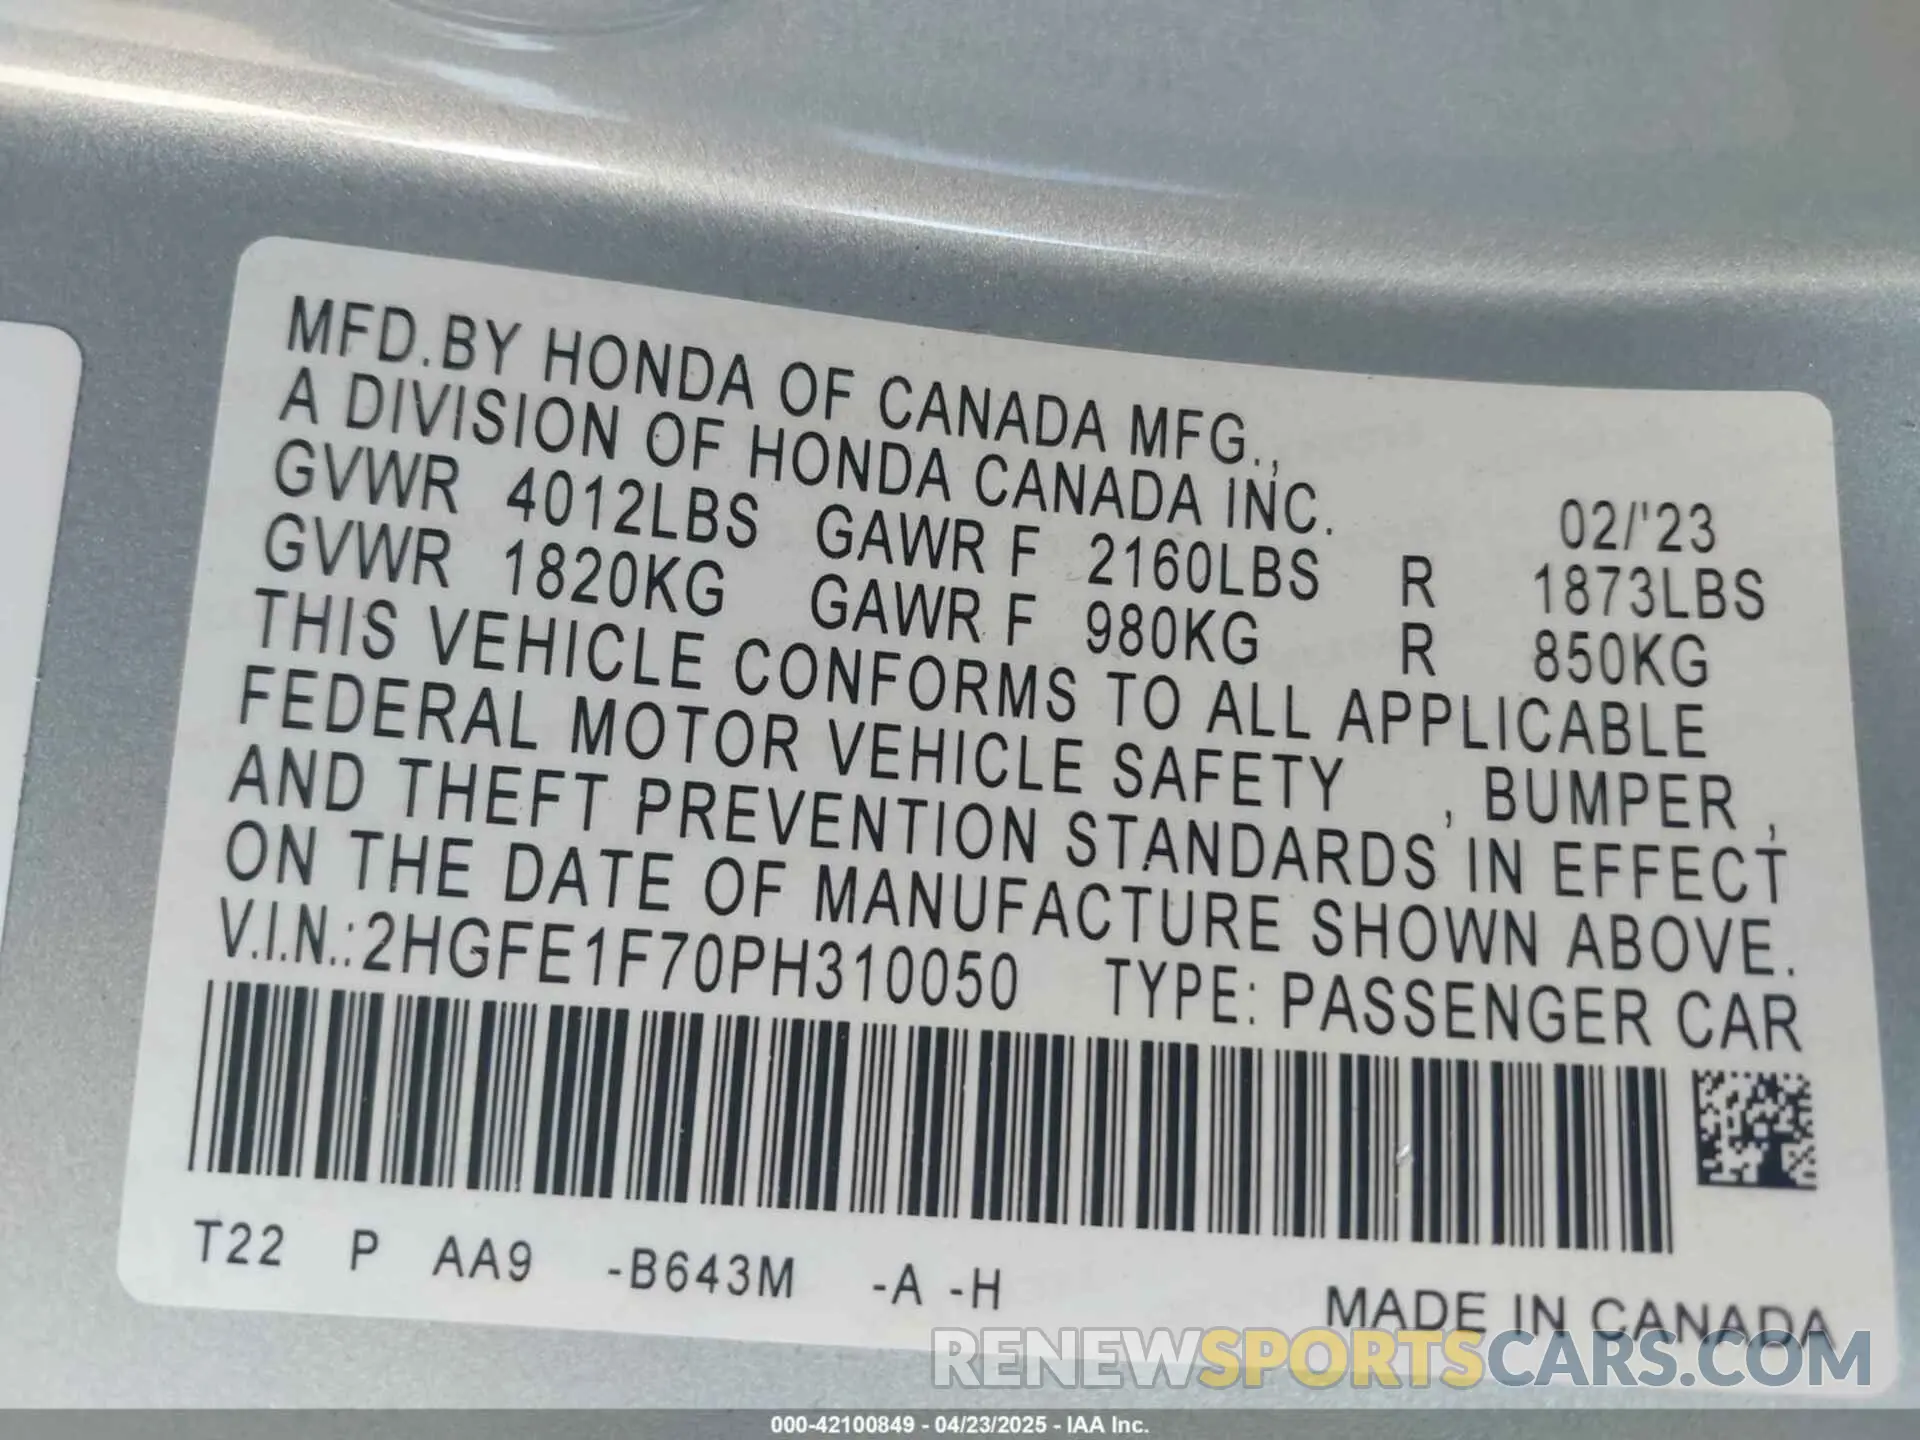 MFD.BY HONDA OF CANADA MFG.,
A DIVISION OF HONDA CANADA INC. 02/'23
GVWR 4012LBS GAWR F 2160LBS R 1873LBS
GVWR 1820KG GAWR F 980KG R 850KG
THIS VEHICLE CONFORMS TO ALL APPLICABLE
FEDERAL MOTOR VEHICLE SAFETY , BUMPER ,
AND THEFT PREVENTION STANDARDS IN EFFECT
ON THE DATE OF MANUFACTURE SHOWN ABOVE.
V.I.N.:2HGFE1F70PH310050 TYPE: PASSENGER CAR
T22 P AA9 -B643M -A -H
MADE IN CANADA
RENEWSPORTSCARS.COM
000-42100849 - 04/23/2025 - IAA Inc.